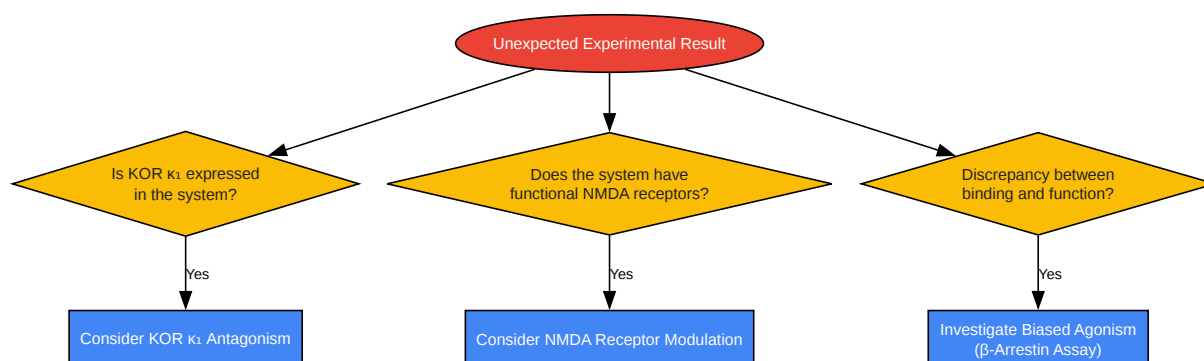 Unexpected Experimental Result
Is KOR κ₁ expressed
in the system?
Does the system have
functional NMDA receptors?
Discrepancy between
binding and function?
Yes
Yes
Yes
Consider KOR κ₁ Antagonism
Consider NMDA Receptor Modulation
Investigate Biased Agonism
(β-Arrestin Assay)